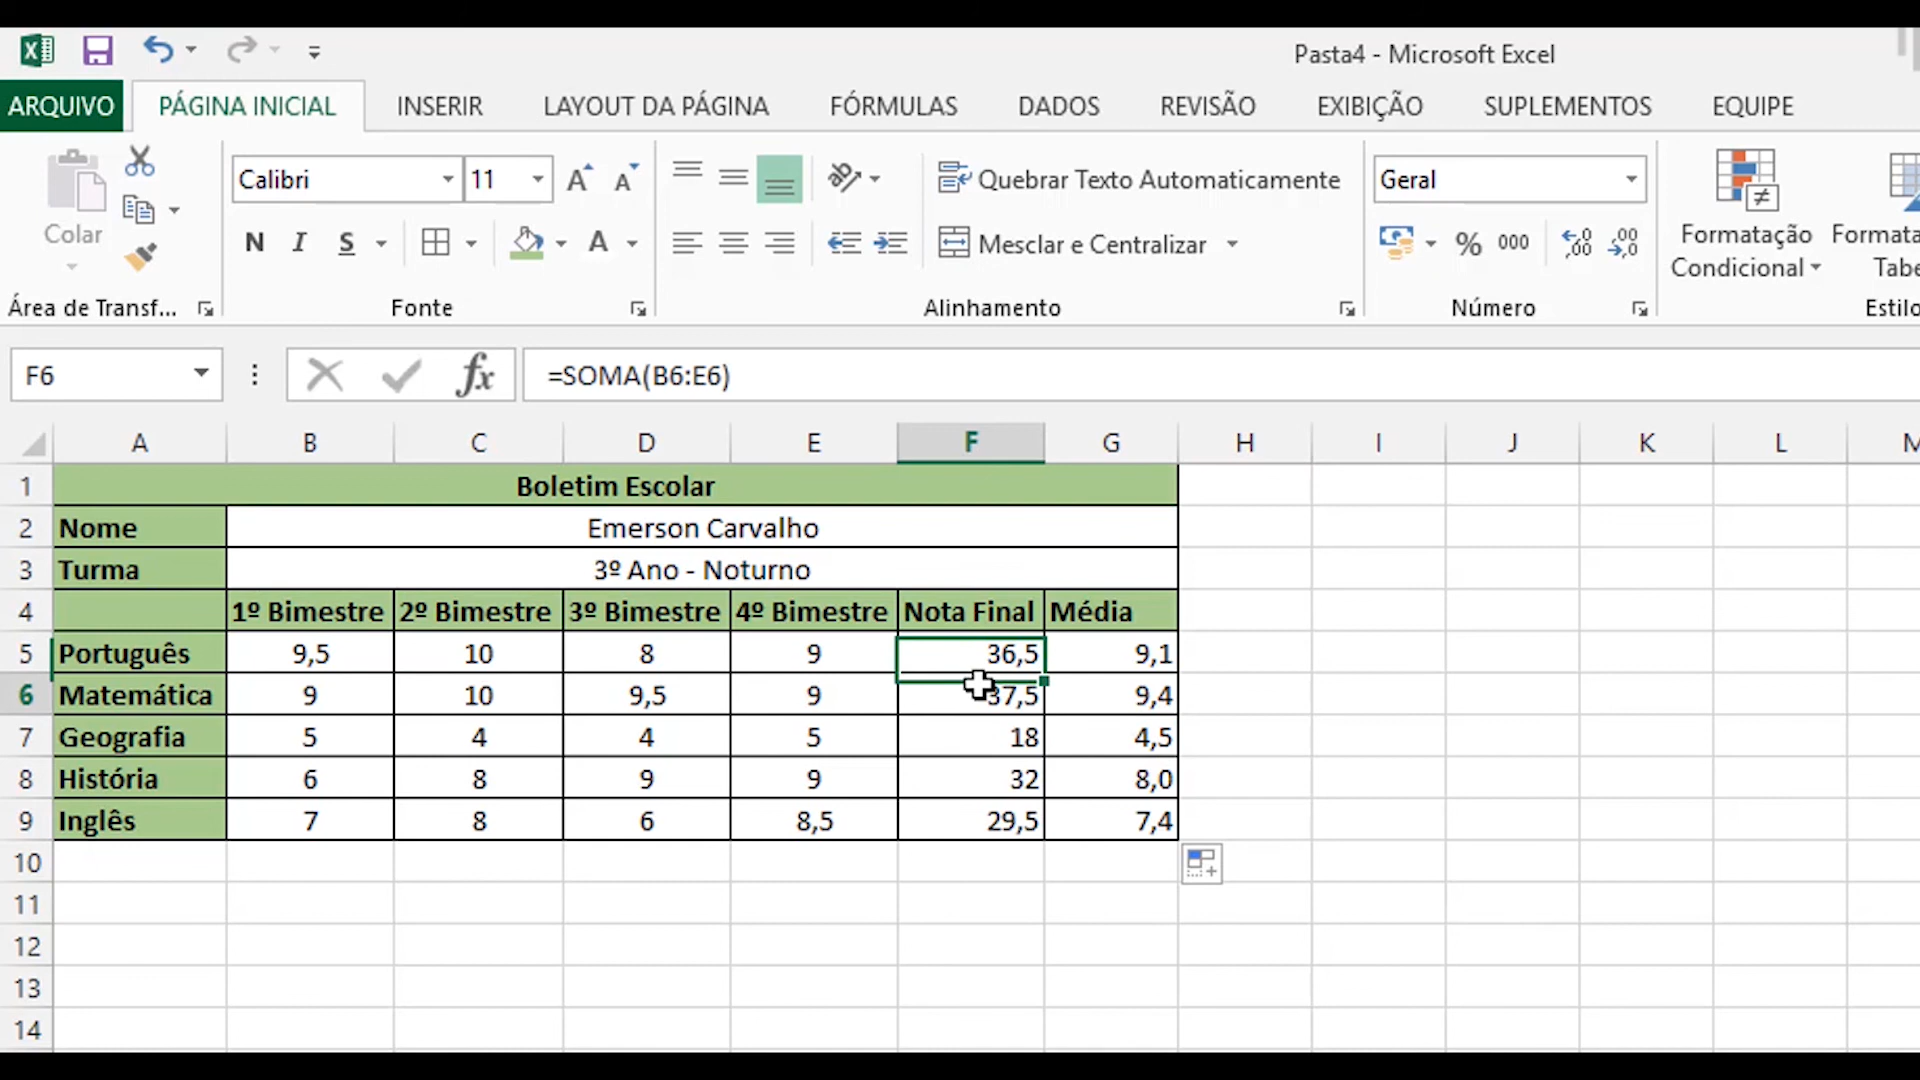 Pasta4 - Microsoft Excel
ARQUIVO PÁGINA INICIAL INSERIR LAYOUT DA PÁGINA FÓRMULAS DADOS REVISÃO EXIBIÇÃO SUPLEMENTOS EQUIPE
Calibri 11 A A Quebrar Texto Automaticamente Geral
Colar N I S A Mesclar e Centralizar % 000 Formatação Condicional
Área de Transf... Fonte Alinhamento Número
F6 fx =SOMA(B6:E6)
A B C D E F G H I J K L M
1 Boletim Escolar
2 Nome Emerson Carvalho
3 Turma 3º Ano - Noturno
4 1º Bimestre 2º Bimestre 3º Bimestre 4º Bimestre Nota Final Média
5 Português 9,5 10 8 9 36,5 9,1
6 Matemática 9 10 9,5 9 37,5 9,4
7 Geografia 5 4 4 5 18 4,5
8 História 6 8 9 9 32 8,0
9 Inglês 7 8 6 8,5 29,5 7,4
10
11
12
13
14